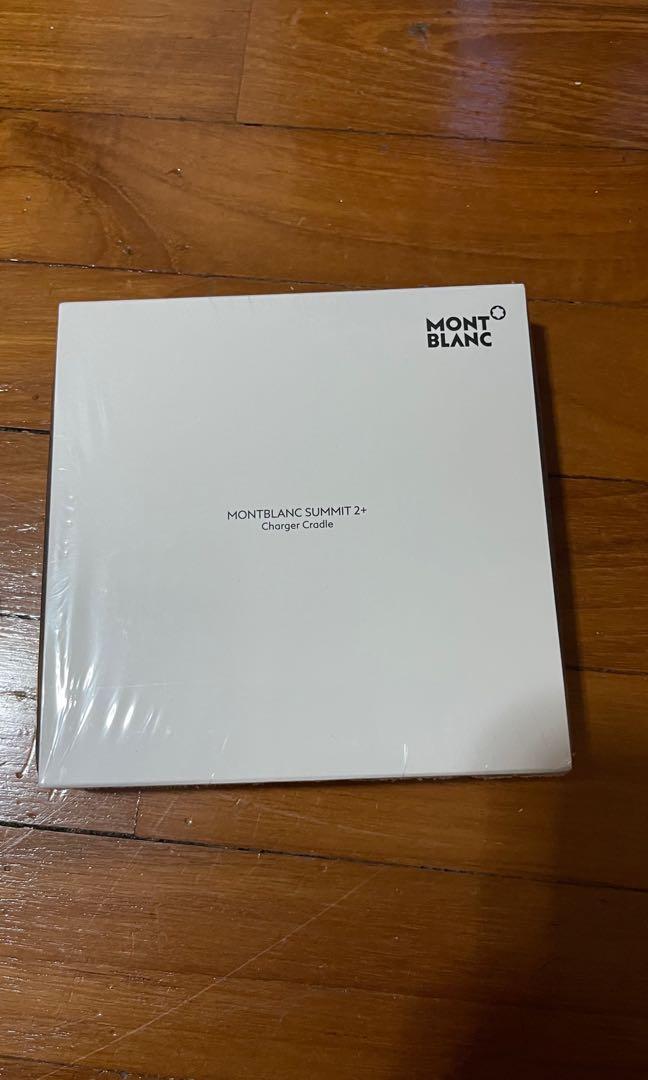 MONT
BLANC
MONTBLANC SUMMIT 2+
Charger Cradle